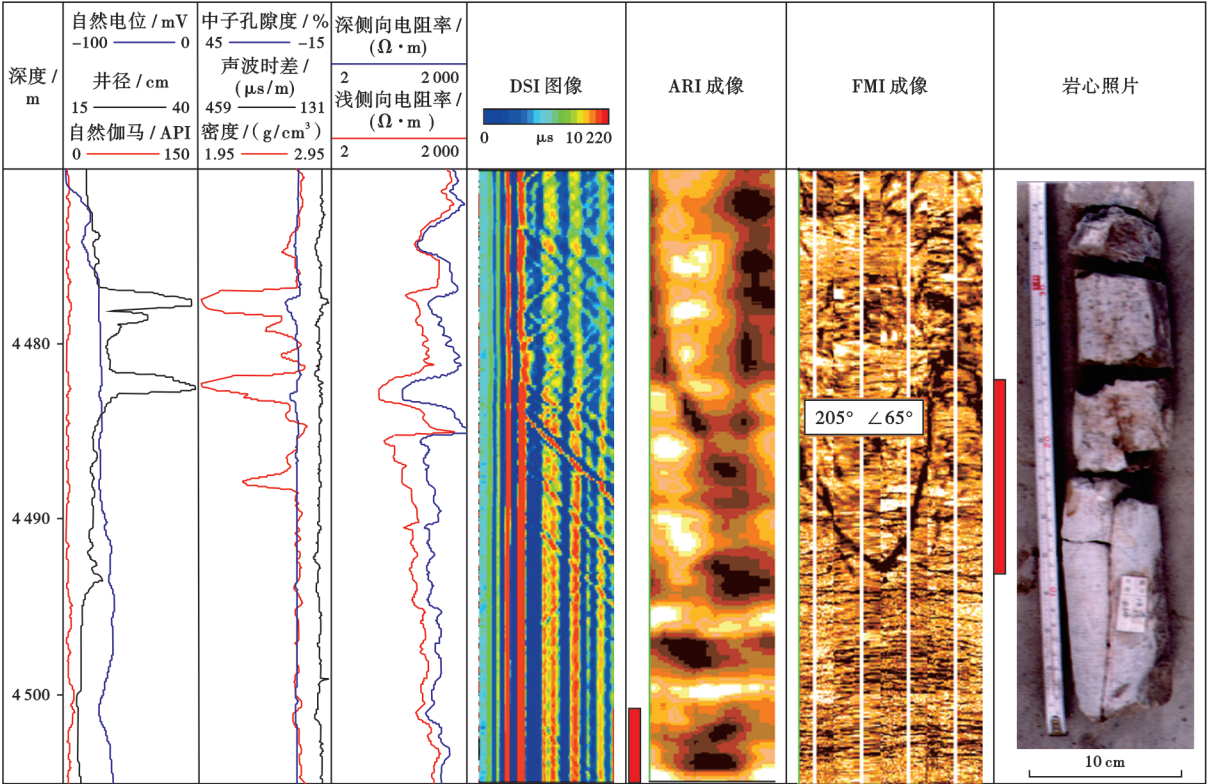 深度 /
m
自然电位 / mV
-100 0
井径 / cm
15 40
自然伽马 / API
0 150
中子孔隙度 / %
45 -15
声波时差 /
(μs/m)
459 131
密度 /(g/cm³)
1.95 2.95
深侧向电阻率 /
(Ω·m)
2 2 000
浅侧向电阻率 /
(Ω·m )
2 2 000
DSI 图像
0 μs 10 220
ARI 成像
FMI 成像
岩心照片
4 480
205° ∠65°
4 490
4 500
10 cm